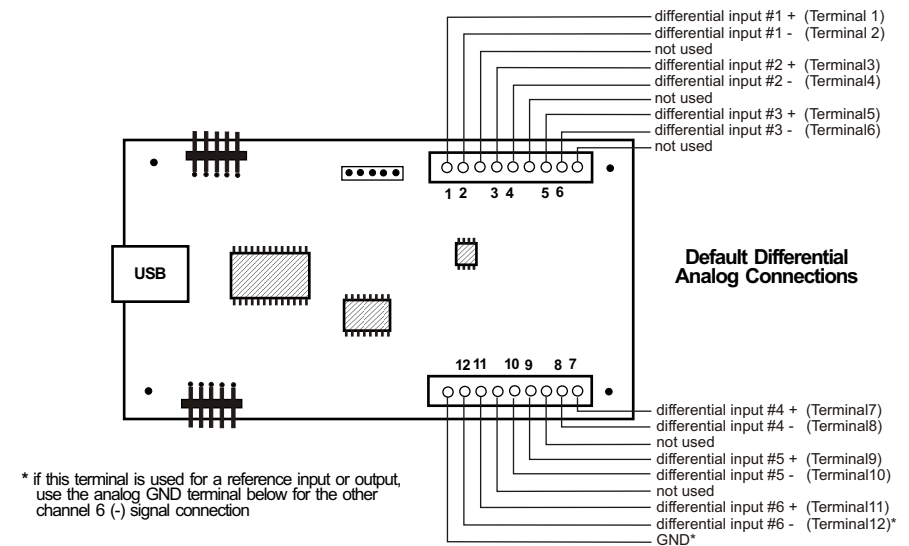 differential input #1 + (Terminal 1)
differential input #1 - (Terminal 2)
not used
differential input #2 + (Terminal3)
differential input #2 - (Terminal4)
not used
differential input #3 + (Terminal5)
differential input #3 - (Terminal6)
not used
1 2 3 4 5 6
USB
Default Differential
Analog Connections
12 11 10 9 8 7
differential input #4 + (Terminal7)
differential input #4 - (Terminal8)
not used
differential input #5 + (Terminal9)
differential input #5 - (Terminal10)
not used
differential input #6 + (Terminal11)
differential input #6 - (Terminal12)*
GND*
* if this terminal is used for a reference input or output,
use the analog GND terminal below for the other
channel 6 (-) signal connection